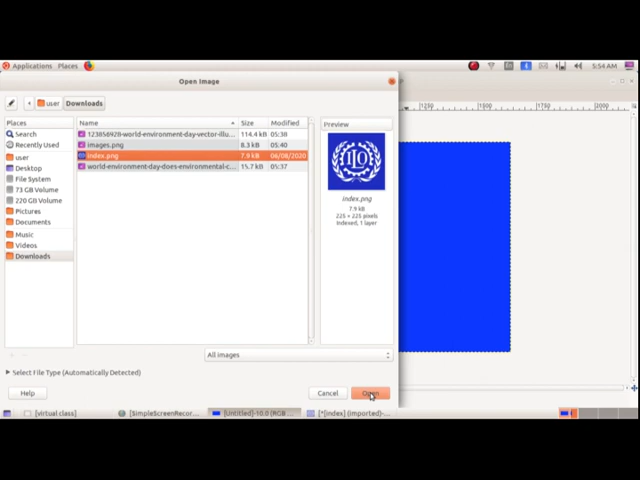 Applications Places En 5:54 AM
Open Image
user Downloads
Places Name Size Modified Preview
Search 123858928-world-environment-day-vector-illu... 114.4 kB 05:38
Recently Used images.png 8.3 kB 05:40
user index.png 7.9 kB 06/08/2020
Desktop world-environment-day-does-environmental-c... 15.7 kB 05:37
File System
73 GB Volume
220 GB Volume
Pictures
Documents
Music
Videos
Downloads
ILO
index.png
7.9 kB
225 × 225 pixels
Indexed, 1 layer
1250 1500 1750 2000
All images
Select File Type (Automatically Detected)
Help Cancel Open
[virtual class] [SimpleScreenRecor... [Untitled]-10.0 (RGB ... [*[index] (imported)-...